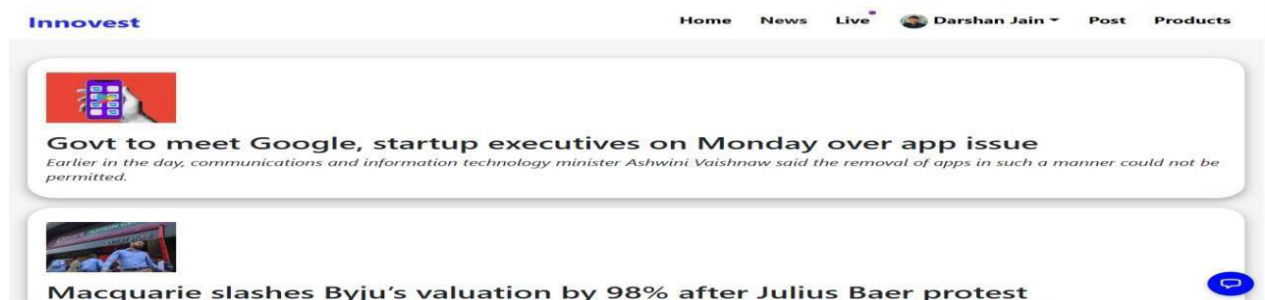 Innovest
Home News Live Darshan Jain Post Products
Govt to meet Google, startup executives on Monday over app issue
Earlier in the day, communications and information technology minister Ashwini Vaishnaw said the removal of apps in such a manner could not be
permitted.
Macquarie slashes Byju's valuation by 98% after Julius Baer protest